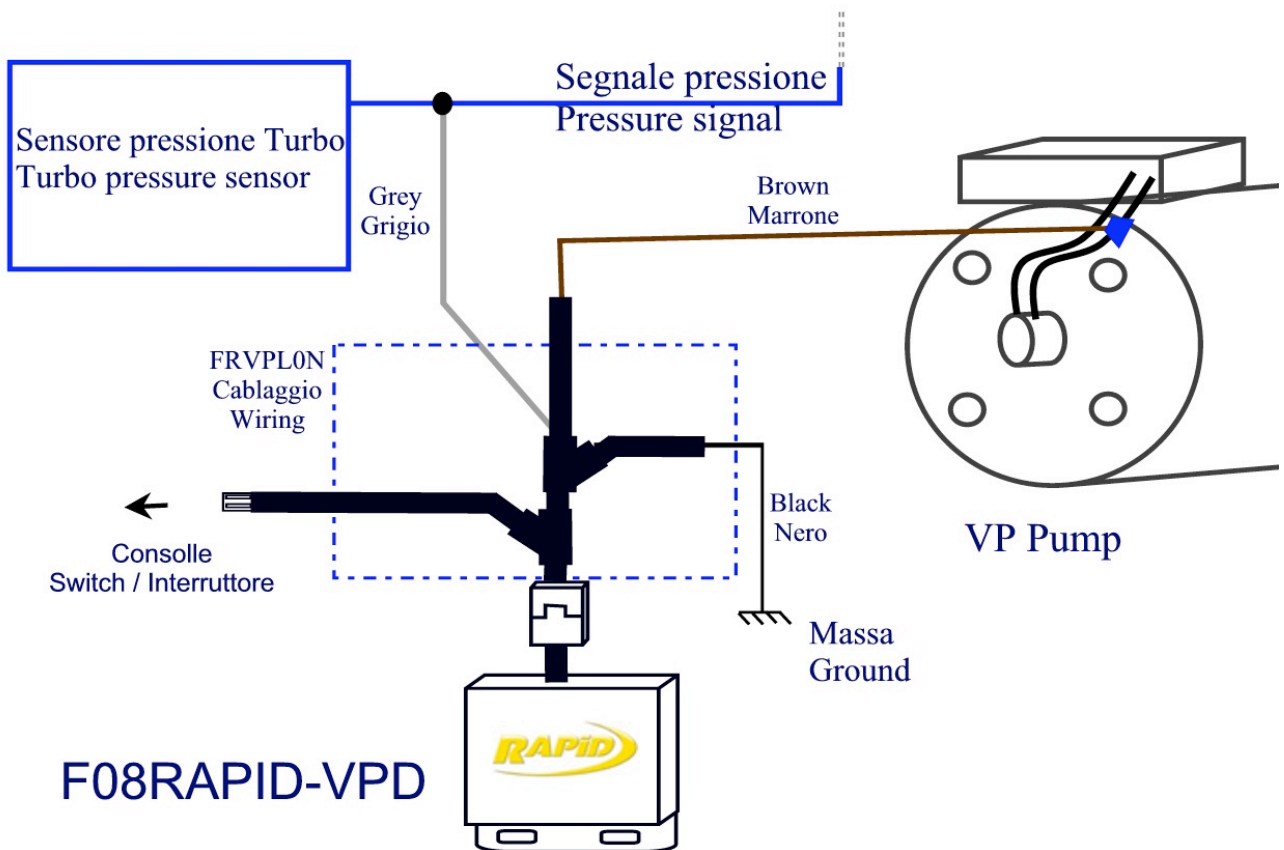 Segnale pressione
Pressure signal
Sensore pressione Turbo
Turbo pressure sensor
Grey
Grigio
Brown
Marrone
FRVPL0N
Cablaggio
Wiring
Black
Nero
VP Pump
Consolle
Switch / Interruttore
Massa
Ground
RAPiD
F08RAPID-VPD